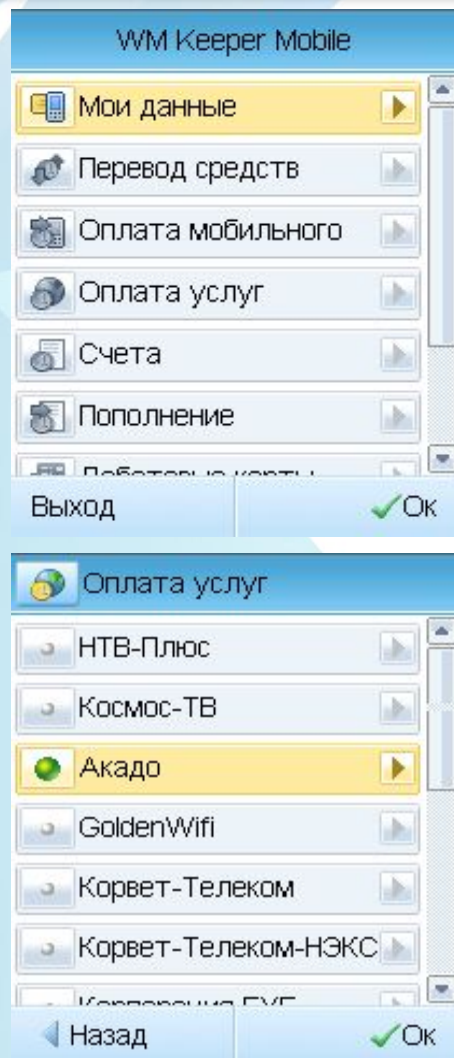 WM Keeper Mobile
Мои данные
Перевод средств
Оплата мобильного
Оплата услуг
Счета
Пополнение
Выход
Ок
Оплата услуг
НТВ-Плюс
Космос-ТВ
Акадо
GoldenWifi
Корвет-Телеком
Корвет-Телеком-НЭКС
Назад
Ок